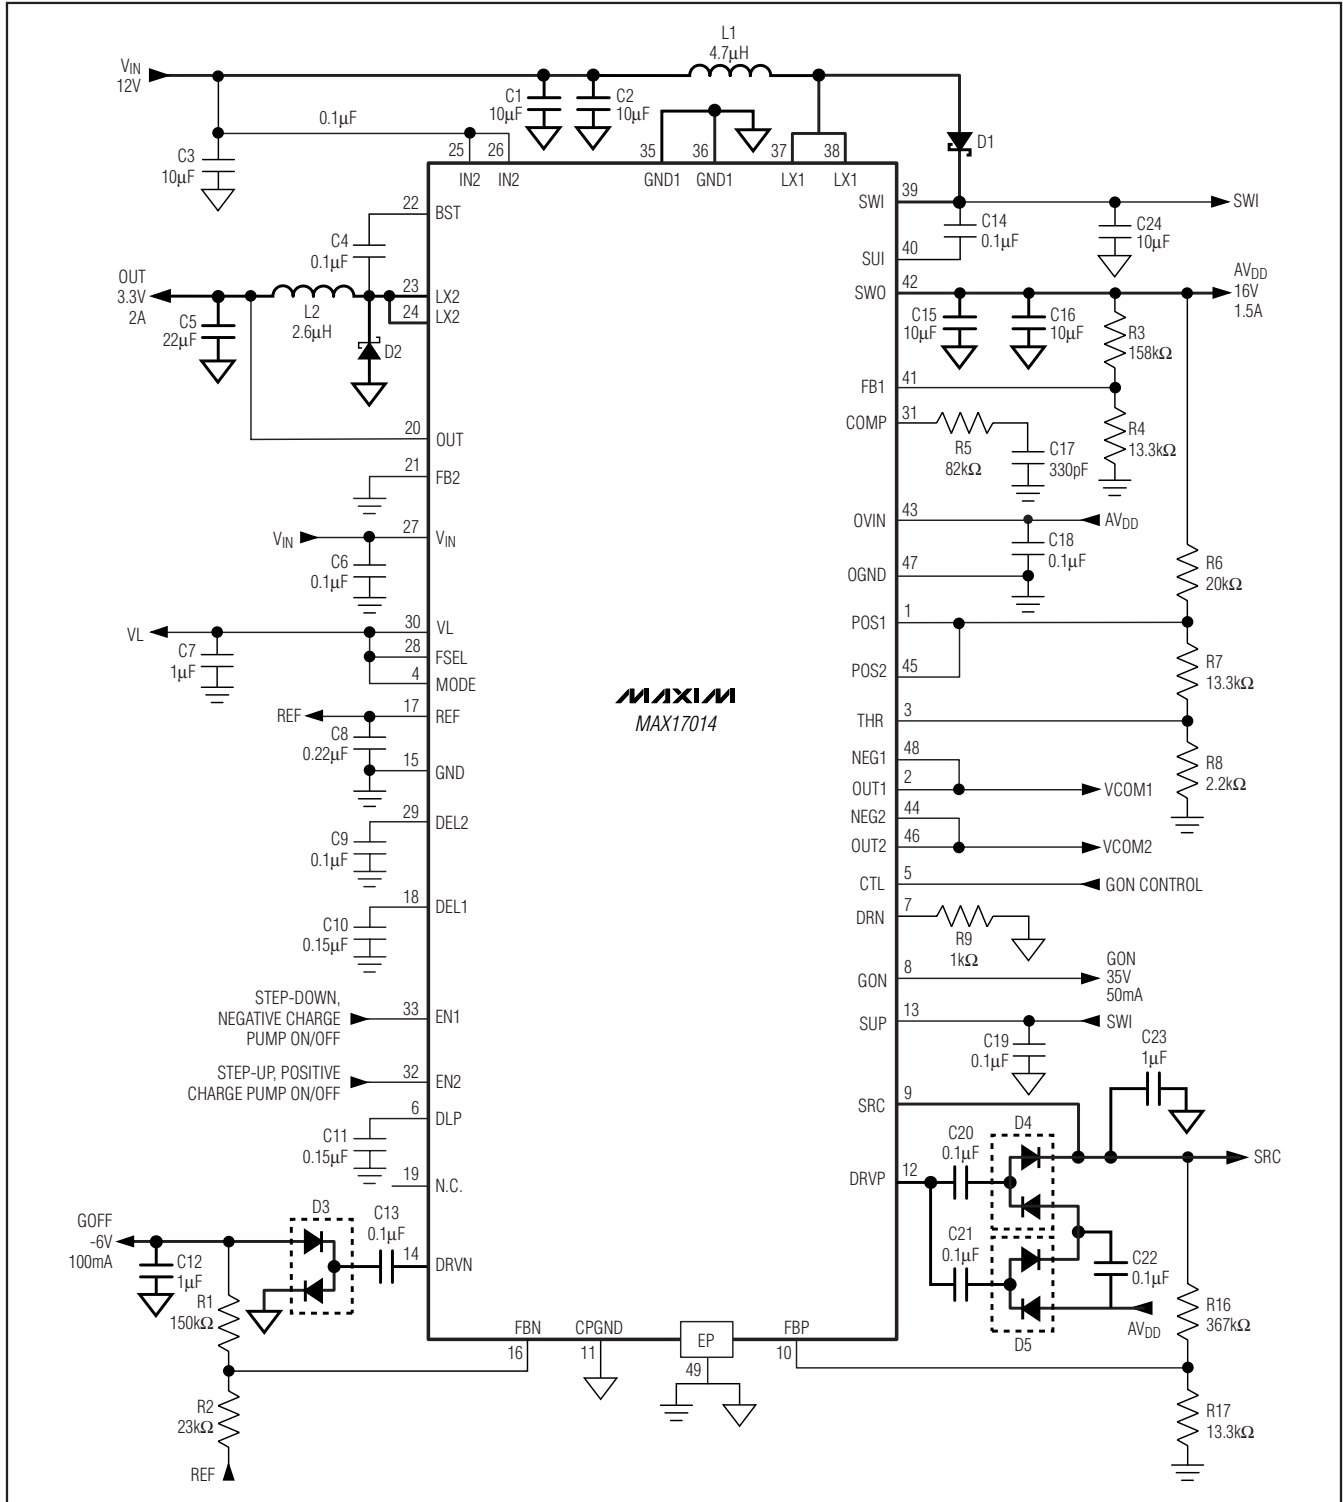 L1
4.7µH
VIN
12V
C1
10µF
C2
10µF
0.1µF
C3
10µF
25
26
35
36
37
38
D1
IN2
IN2
GND1
GND1
LX1
LX1
22
BST
39
SWI
SWI
C14
0.1µF
C24
10µF
C4
0.1µF
40
SUI
OUT
3.3V
2A
23
LX2
24
LX2
42
SWO
AVDD
16V
1.5A
L2
2.6µH
C5
22µF
D2
C15
10µF
C16
10µF
R3
158kΩ
41
FB1
31
COMP
R4
13.3kΩ
20
OUT
R5
82kΩ
C17
330pF
21
FB2
43
OVIN
AVDD
VIN
27
VIN
C18
0.1µF
C6
0.1µF
47
OGND
R6
20kΩ
1
POS1
VL
30
VL
28
FSEL
4
MODE
C7
1µF
45
POS2
R7
13.3kΩ
MAXIM
MAX17014
REF
17
REF
3
THR
C8
0.22µF
15
GND
48
NEG1
2
OUT1
VCOM1
R8
2.2kΩ
29
DEL2
44
NEG2
46
OUT2
VCOM2
C9
0.1µF
5
CTL
GON CONTROL
18
DEL1
7
DRN
C10
0.15µF
R9
1kΩ
8
GON
GON
35V
50mA
STEP-DOWN,
NEGATIVE CHARGE
PUMP ON/OFF
33
EN1
13
SUP
SWI
C19
0.1µF
C23
1µF
STEP-UP, POSITIVE
CHARGE PUMP ON/OFF
32
EN2
9
SRC
6
DLP
C11
0.15µF
C20
0.1µF
D4
SRC
19
N.C.
12
DRVP
GOFF
-6V
100mA
D3
C13
0.1µF
14
DRVN
C12
1µF
C21
0.1µF
C22
0.1µF
R1
150kΩ
AVDD
D5
R16
367kΩ
FBN
CPGND
EP
FBP
16
11
49
10
R2
23kΩ
R17
13.3kΩ
REF